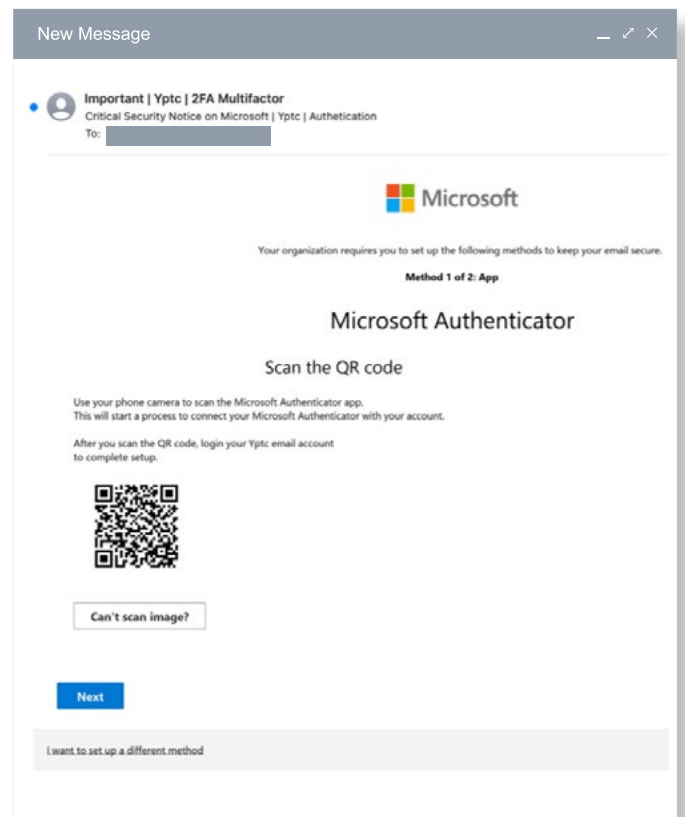 New Message
Important | Yptc | 2FA Multifactor
Critical Security Notice on Microsoft | Yptc | Authetication
To:
Microsoft
Your organization requires you to set up the following methods to keep your email secure.
Method 1 of 2: App
Microsoft Authenticator
Scan the QR code
Use your phone camera to scan the Microsoft Authenticator app.
This will start a process to connect your Microsoft Authenticator with your account.
After you scan the QR code, login your Yptc email account
to complete setup.
Can't scan image?
Next
I want to set up a different method